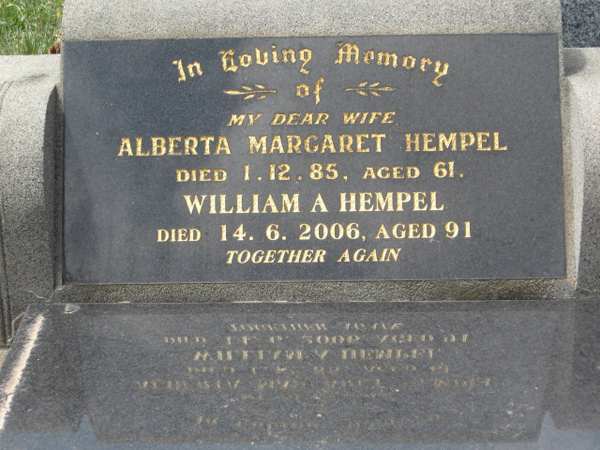 In Loving Memory
of
MY DEAR WIFE
ALBERTA MARGARET HEMPEL
DIED 1.12.85, AGED 61.
WILLIAM A HEMPEL
DIED 14. 6. 2006, AGED 91
TOGETHER AGAIN